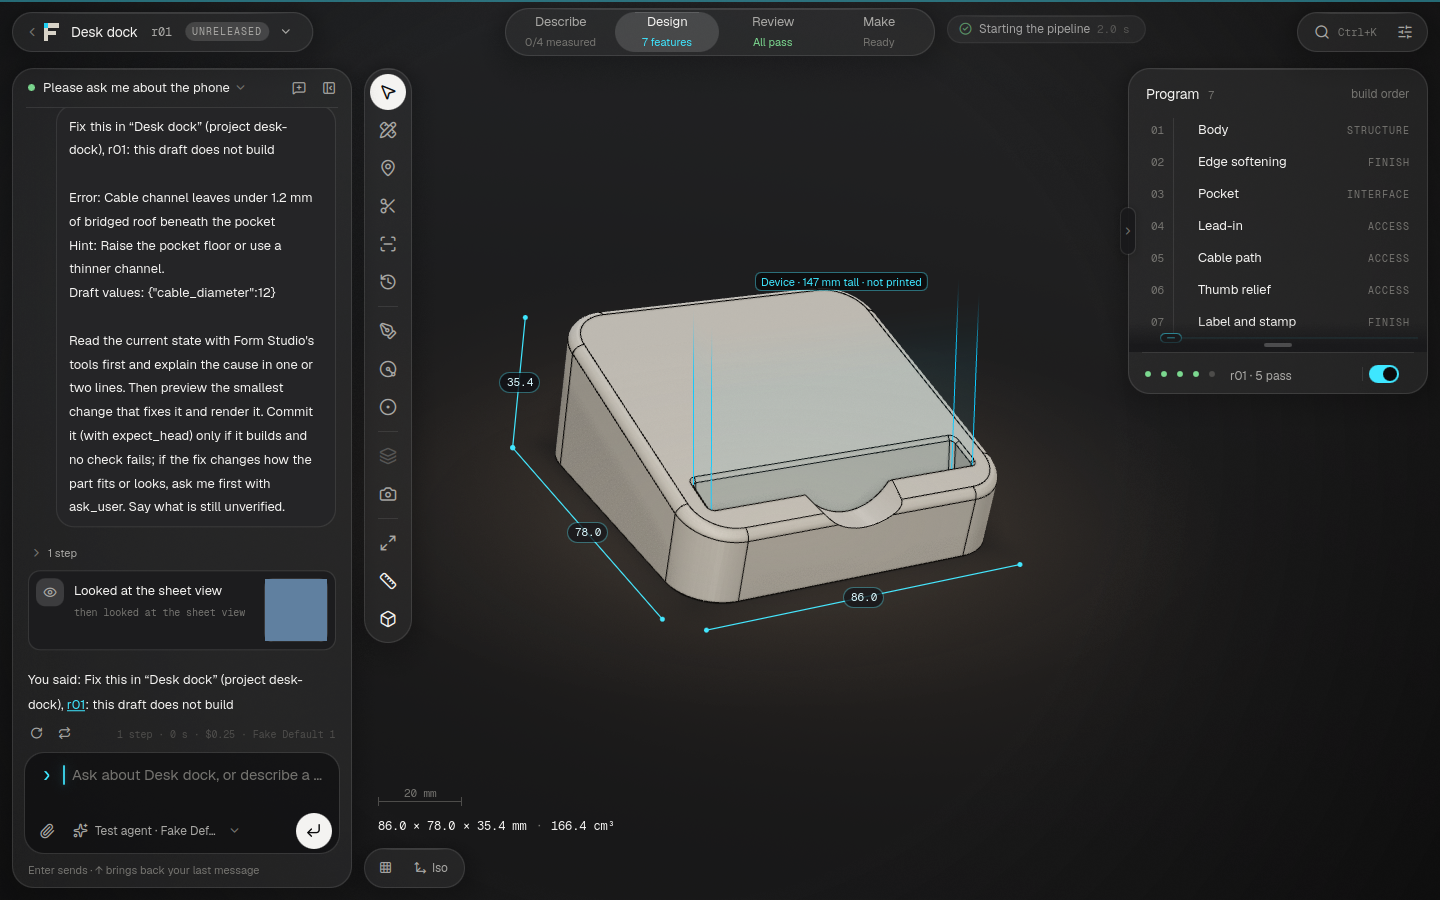 Desk dock r01 UNRELEASED
Describe
0/4 measured
Design
7 features
Review
All pass
Make
Ready
Starting the pipeline 2.0 s
Ctrl+K
Please ask me about the phone
Fix this in “Desk dock” (project desk-
dock), r01: this draft does not build
Error: Cable channel leaves under 1.2 mm
of bridged roof beneath the pocket
Hint: Raise the pocket floor or use a
thinner channel.
Draft values: {"cable_diameter":12}
Read the current state with Form Studio's
tools first and explain the cause in one or
two lines. Then preview the smallest
change that fixes it and render it. Commit
it (with expect_head) only if it builds and
no check fails; if the fix changes how the
part fits or looks, ask me first with
ask_user. Say what is still unverified.
1 step
Looked at the sheet view
then looked at the sheet view
You said: Fix this in “Desk dock” (project desk-
dock), r01: this draft does not build
1 step · 0 s · $0.25 · Fake Default 1
Ask about Desk dock, or describe a ...
Test agent · Fake Def...
Enter sends · ↑ brings back your last message
Device · 147 mm tall · not printed
35.4
78.0
86.0
20 mm
86.0 × 78.0 × 35.4 mm · 166.4 cm³
Iso
Program 7 build order
01 Body STRUCTURE
02 Edge softening FINISH
03 Pocket INTERFACE
04 Lead-in ACCESS
05 Cable path ACCESS
06 Thumb relief ACCESS
07 Label and stamp FINISH
r01 · 5 pass